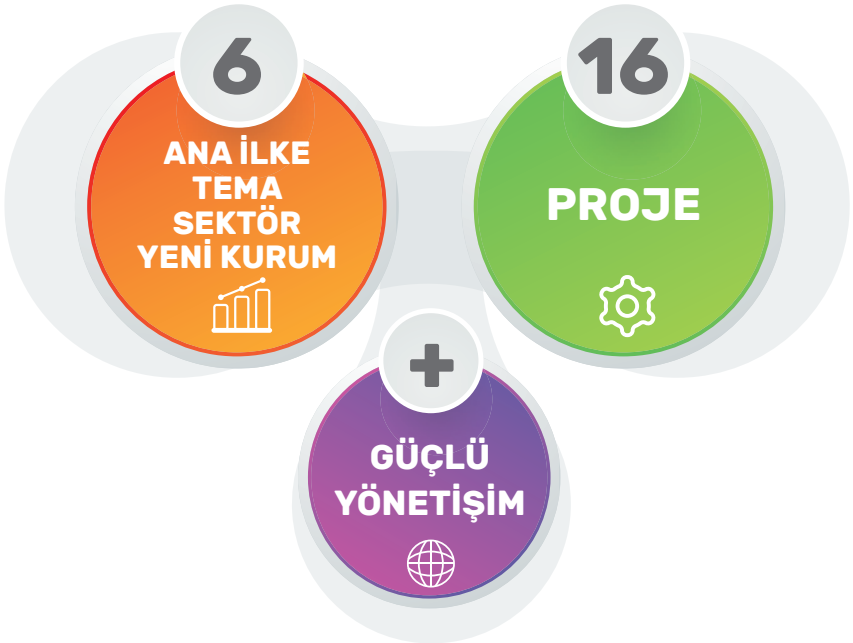 6
ANA İLKE
TEMA
SEKTÖR
YENİ KURUM
16
PROJE
+
GÜÇLÜ
YÖNETİŞİM